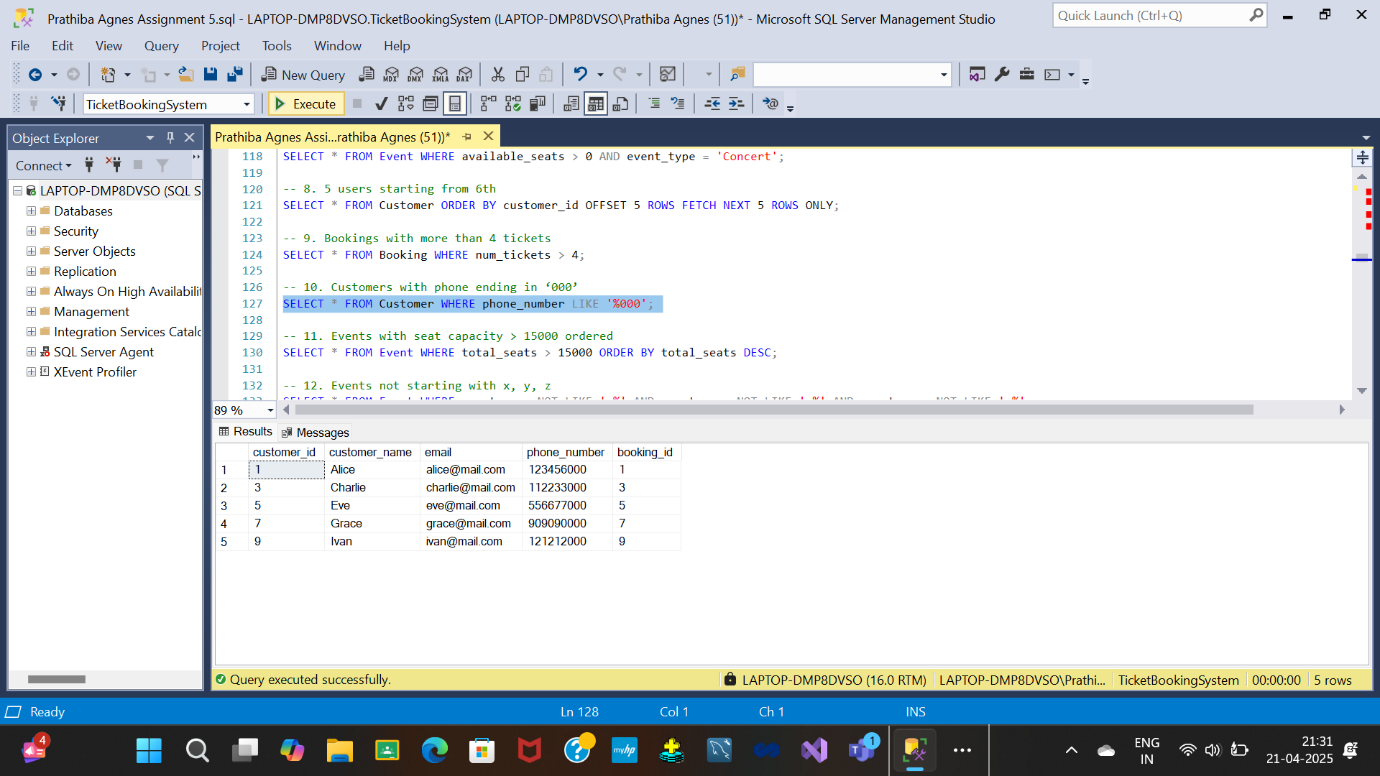 Prathiba Agnes Assignment 5.sql - LAPTOP-DMP8DVSO.TicketBookingSystem (LAPTOP-DMP8DVSO\Prathiba Agnes (51))* - Microsoft SQL Server Management Studio
Quick Launch (Ctrl+Q)
File Edit View Query Project Tools Window Help
New Query MDX DMX XMLA DAX
TicketBookingSystem Execute
Object Explorer
Prathiba Agnes Assi...rathiba Agnes (51))*
Connect
LAPTOP-DMP8DVSO (SQL S
Databases
Security
Server Objects
Replication
Always On High Availabilit
Management
Integration Services Catalo
SQL Server Agent
XEvent Profiler
118 SELECT * FROM Event WHERE available_seats > 0 AND event_type = 'Concert';
119
120 -- 8. 5 users starting from 6th
121 SELECT * FROM Customer ORDER BY customer_id OFFSET 5 ROWS FETCH NEXT 5 ROWS ONLY;
122
123 -- 9. Bookings with more than 4 tickets
124 SELECT * FROM Booking WHERE num_tickets > 4;
125
126 -- 10. Customers with phone ending in ‘000’
127 SELECT * FROM Customer WHERE phone_number LIKE '%000';
128
129 -- 11. Events with seat capacity > 15000 ordered
130 SELECT * FROM Event WHERE total_seats > 15000 ORDER BY total_seats DESC;
131
132 -- 12. Events not starting with x, y, z
89 %
Results Messages
customer_id customer_name email phone_number booking_id
1 1 Alice alice@mail.com 123456000 1
2 3 Charlie charlie@mail.com 112233000 3
3 5 Eve eve@mail.com 556677000 5
4 7 Grace grace@mail.com 909090000 7
5 9 Ivan ivan@mail.com 121212000 9
Query executed successfully. LAPTOP-DMP8DVSO (16.0 RTM) LAPTOP-DMP8DVSO\Prathi... TicketBookingSystem 00:00:00 5 rows
Ready Ln 128 Col 1 Ch 1 INS
4
myhp
1
ENG
IN
21:31
21-04-2025